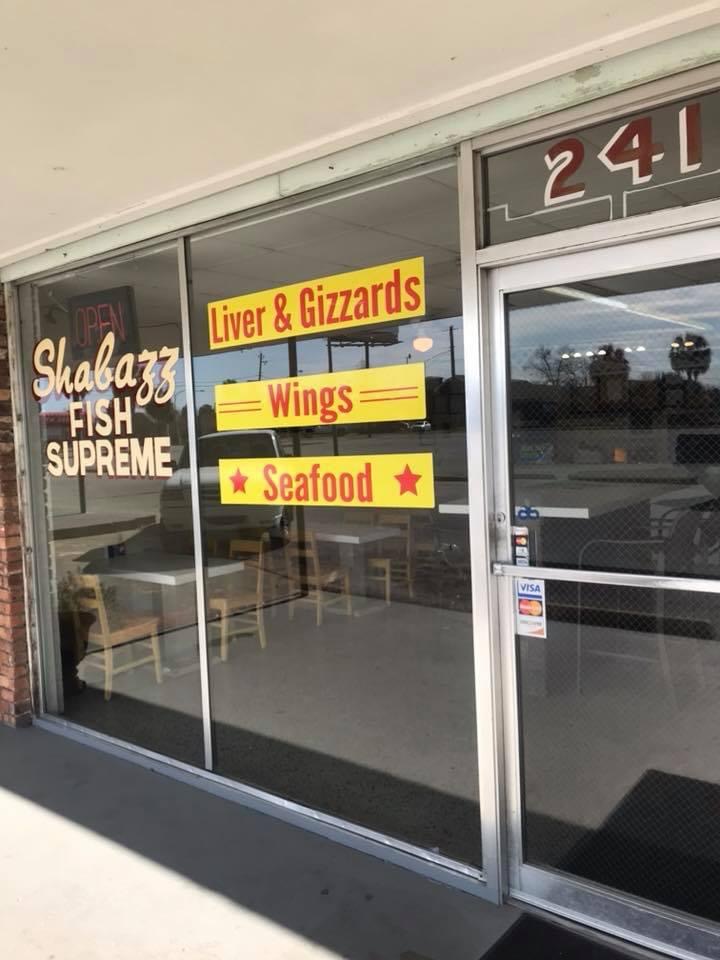 241
OPEN
Shabazz
FISH
SUPREME
Liver & Gizzards
Wings
Seafood
VISA